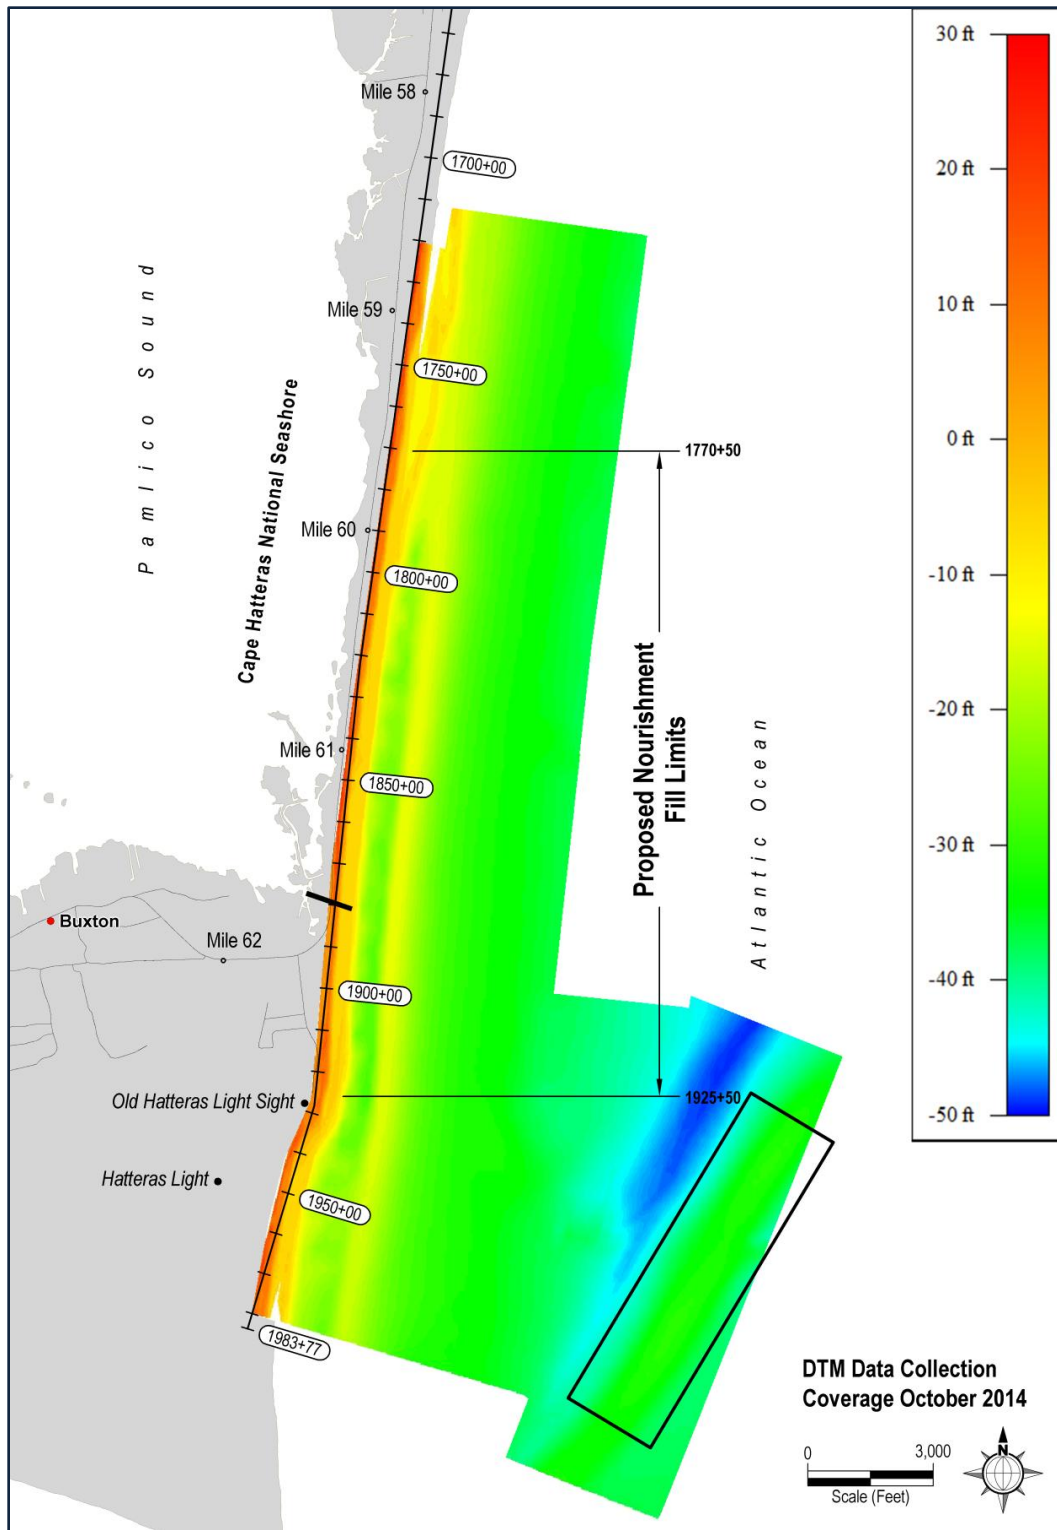 30 ft
20 ft
10 ft
0 ft
-10 ft
-20 ft
-30 ft
-40 ft
-50 ft
Mile 58
1700+00
Mile 59
1750+00
1770+50
Mile 60
1800+00
Pamlico Sound
Cape Hatteras National Seashore
Mile 61
1850+00
Proposed Nourishment
Fill Limits
Atlantic Ocean
Buxton
Mile 62
1900+00
Old Hatteras Light Sight
1925+50
Hatteras Light
1950+00
1983+77
DTM Data Collection
Coverage October 2014
N
0 3,000
Scale (Feet)